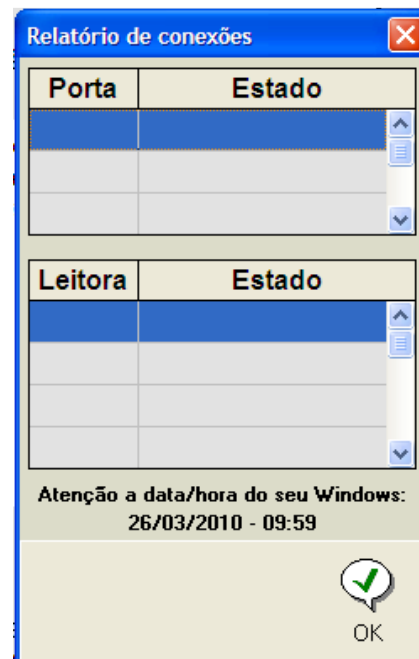 Relatório de conexões
Porta Estado
Leitora Estado
Atenção a data/hora do seu Windows:
26/03/2010 - 09:59
OK